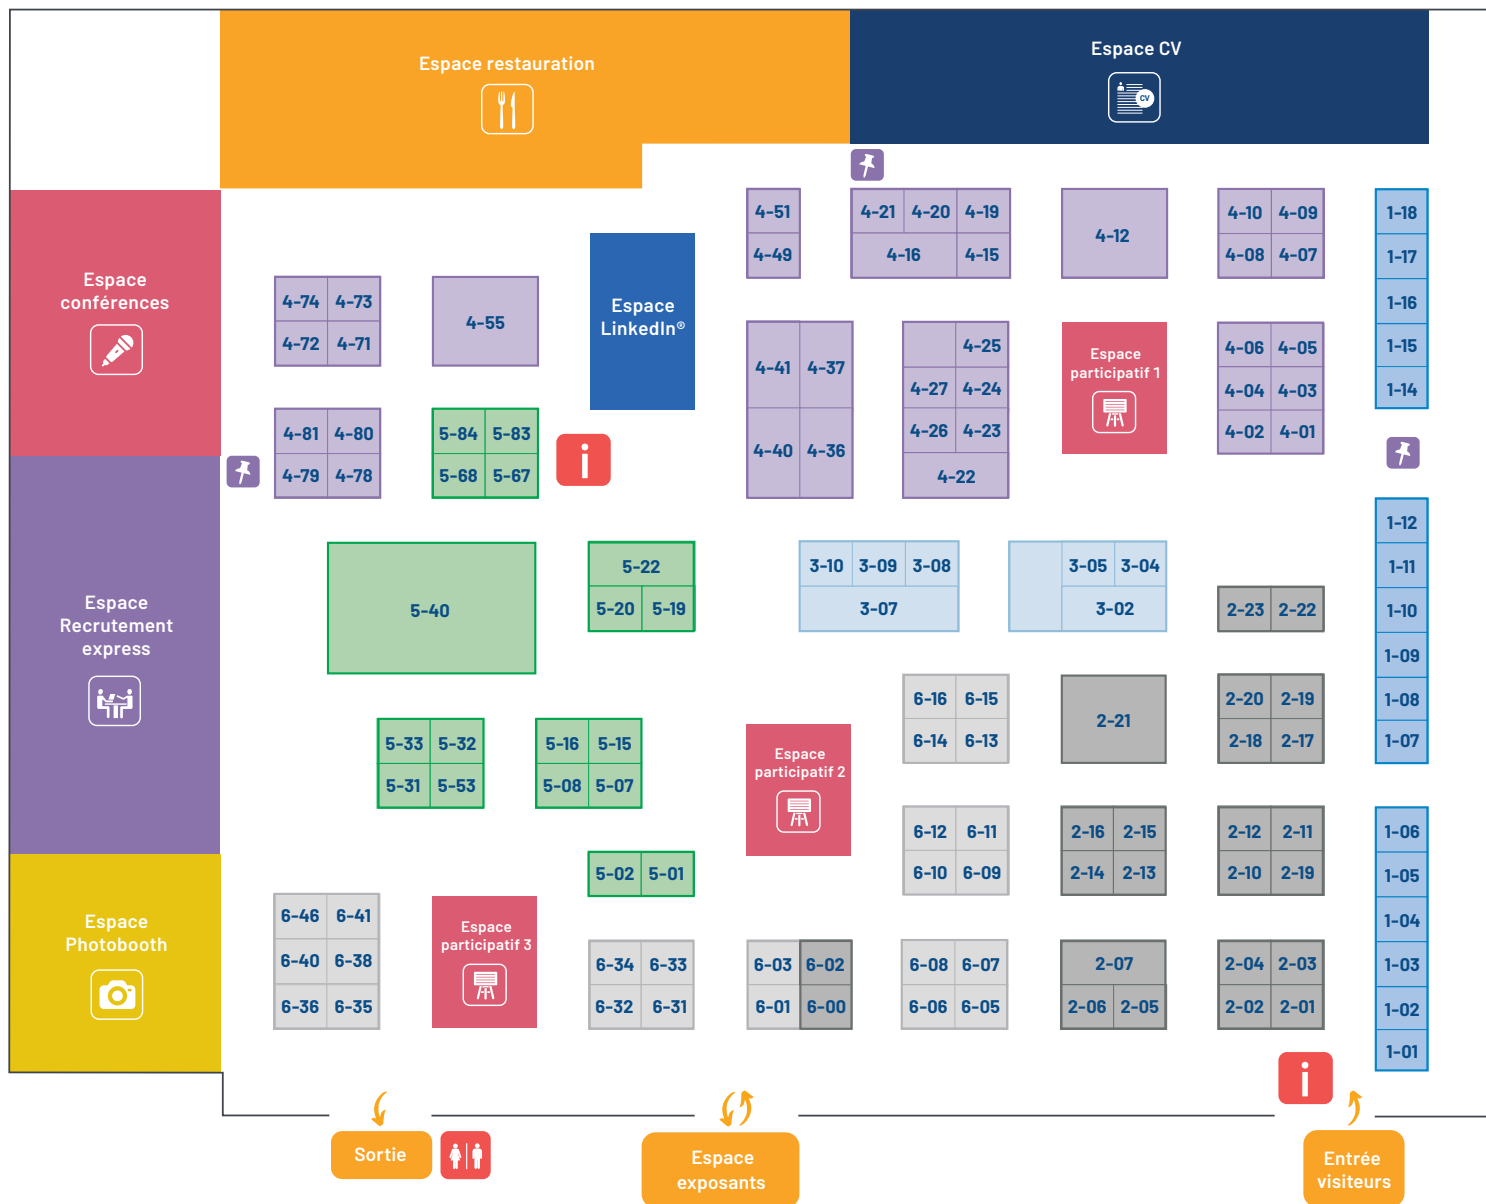 Espace restauration
Espace CV
CV
4-51
4-21 4-20 4-19
4-12
4-10 4-09
1-18
4-49
4-16 4-15
4-08 4-07
1-17
Espace
conférences
4-74 4-73
4-55
Espace
LinkedIn®
1-16
4-72 4-71
4-41 4-37
4-25
Espace
participatif 1
4-06 4-05
1-15
4-27 4-24
4-04 4-03
1-14
4-81 4-80
5-84 5-83
4-40 4-36
4-26 4-23
4-02 4-01
4-79 4-78
5-68 5-67
i
4-22
1-12
5-40
5-22
3-10 3-09 3-08
3-05 3-04
1-11
5-20 5-19
3-07
3-02
2-23 2-22
1-10
Espace
Recrutement
express
1-09
6-16 6-15
2-21
2-20 2-19
1-08
5-33 5-32
5-16 5-15
6-14 6-13
2-18 2-17
1-07
5-31 5-53
5-08 5-07
Espace
participatif 2
6-12 6-11
2-16 2-15
2-12 2-11
1-06
5-02 5-01
6-10 6-09
2-14 2-13
2-10 2-19
1-05
Espace
Photobooth
6-46 6-41
Espace
participatif 3
1-04
6-40 6-38
6-34 6-33
6-03 6-02
6-08 6-07
2-07
2-04 2-03
1-03
6-36 6-35
6-32 6-31
6-01 6-00
6-06 6-05
2-06 2-05
2-02 2-01
1-02
1-01
i
Sortie
Espace
exposants
Entrée
visiteurs